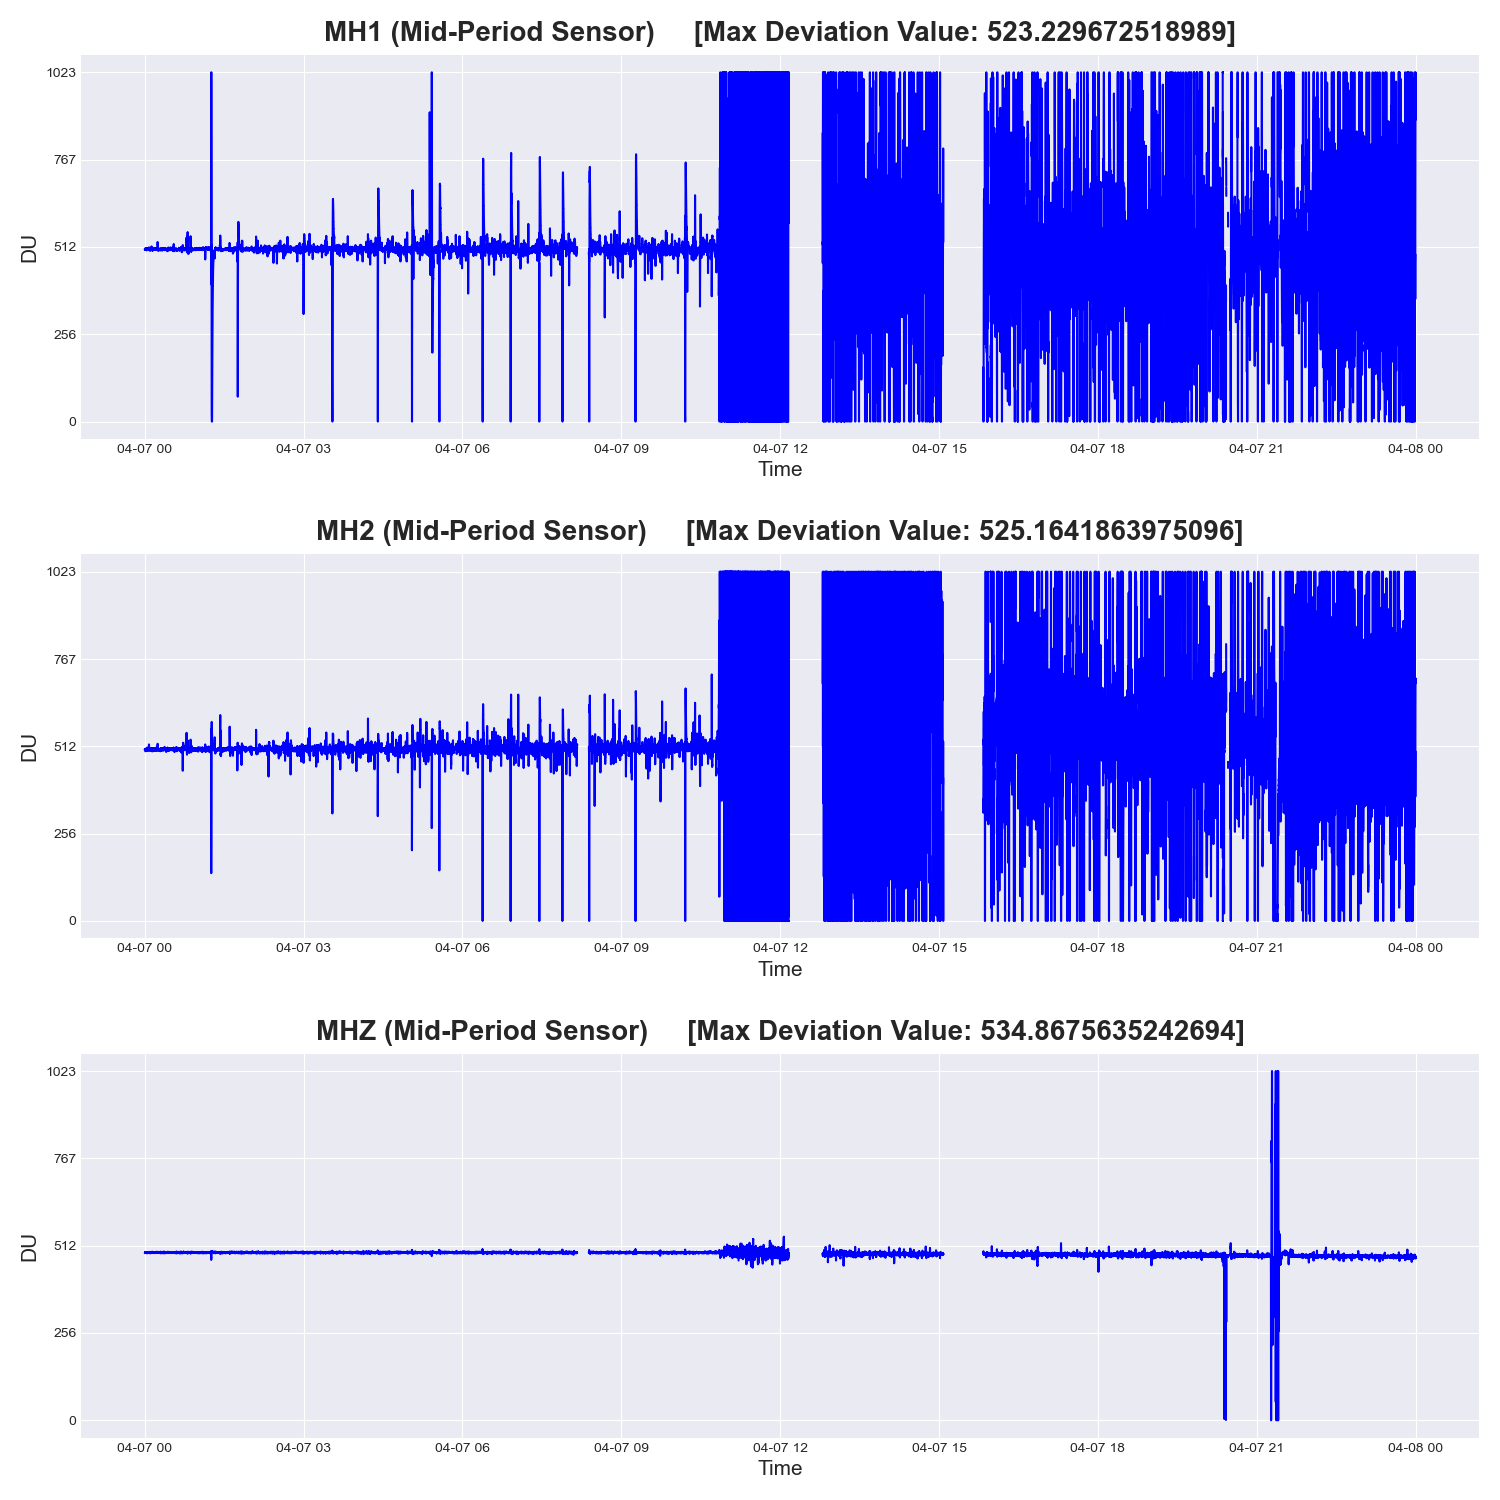 MH1 (Mid-Period Sensor) [Max Deviation Value: 523.229672518989]
1023
767
512
256
0
DU
04-07 00 04-07 03 04-07 06 04-07 09 04-07 12 04-07 15 04-07 18 04-07 21 04-08 00
Time
MH2 (Mid-Period Sensor) [Max Deviation Value: 525.1641863975096]
1023
767
512
256
0
DU
04-07 00 04-07 03 04-07 06 04-07 09 04-07 12 04-07 15 04-07 18 04-07 21 04-08 00
Time
MHZ (Mid-Period Sensor) [Max Deviation Value: 534.8675635242694]
1023
767
512
256
0
DU
04-07 00 04-07 03 04-07 06 04-07 09 04-07 12 04-07 15 04-07 18 04-07 21 04-08 00
Time